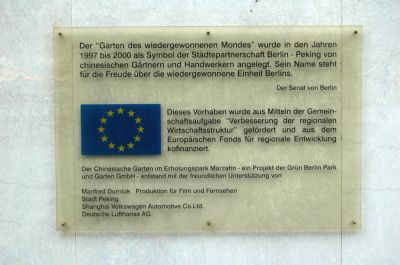 Der "Garten des wiedergewonnenen Mondes" wurde in den Jahren
1997 bis 2000 als Symbol der Städtepartnerschaft Berlin - Peking von
chinesischen Gärtnern und Handwerkern angelegt. Sein Name steht
für die Freude über die wiedergewonnene Einheit Berlins.
Der Senat von Berlin
Dieses Vorhaben wurde aus Mitteln der Gemein-
schaftsaufgabe "Verbesserung der regionalen
Wirtschaftsstruktur" gefördert und aus dem
Europäischen Fonds für regionale Entwicklung
kofinanziert.
Der Chinesische Garten im Erholungspark Marzahn - ein Projekt der Grün Berlin Park
und Garten GmbH - entstand mit der freundlichen Unterstützung von
Manfred Durniok Produktion für Film und Fernsehen
Stadt Peking
Shanghai Volkswagen Automotive Co.Ltd.
Deutsche Lufthansa AG